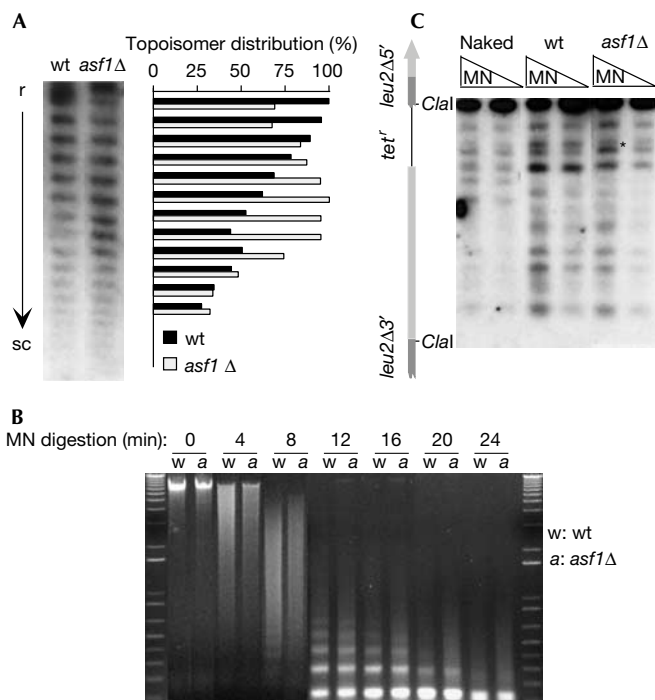 A
wt asf1Δ
r
sc
Topoisomer distribution (%)
0 25 50 75 100
wt
asf1 Δ
C
Naked wt asf1Δ
MN MN MN
leu2Δ5′
ClaI
tetʳ
*
leu2Δ3′
ClaI
B
MN digestion (min): 0 4 8 12 16 20 24
w a w a w a w a w a w a w a
w: wt
a: asf1Δ